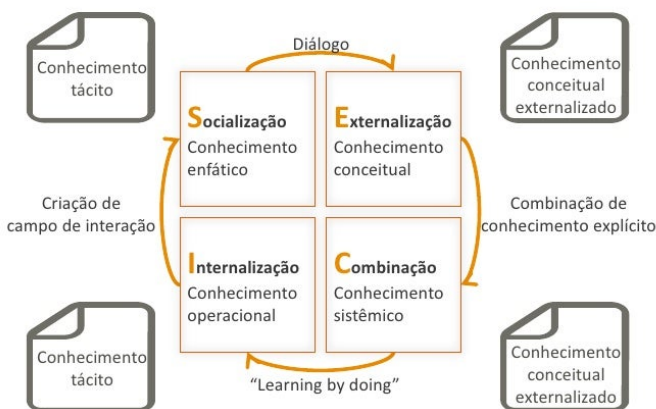 Diálogo
Conhecimento
tácito
Conhecimento
conceitual
externalizado
Socialização
Conhecimento
enfático
Externalização
Conhecimento
conceitual
Criação de
campo de interação
Combinação de
conhecimento explícito
Internalização
Conhecimento
operacional
Combinação
Conhecimento
sistêmico
Conhecimento
tácito
Conhecimento
conceitual
externalizado
“Learning by doing”